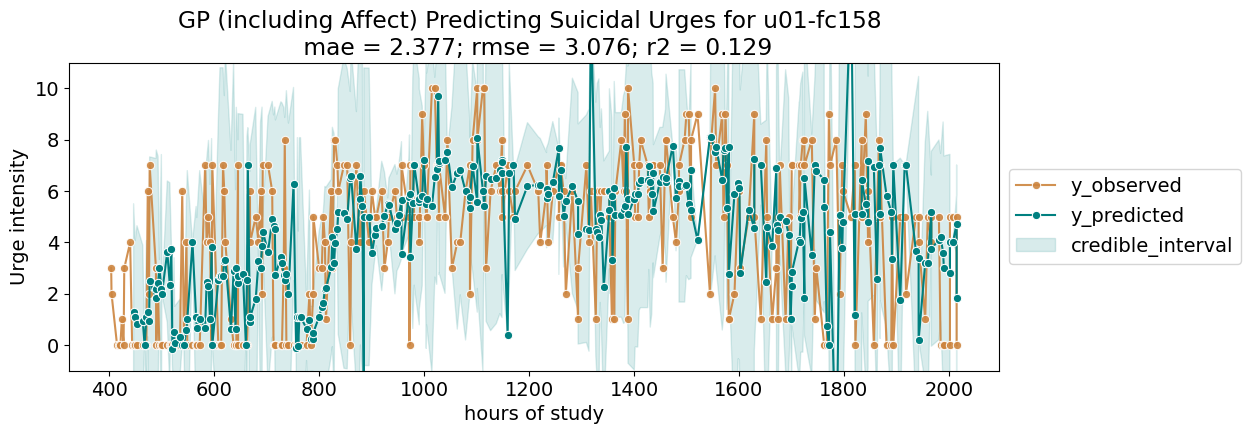 GP (including Affect) Predicting Suicidal Urges for u01-fc158
mae = 2.377; rmse = 3.076; r2 = 0.129
Urge intensity
10
8
6
4
2
0
400 600 800 1000 1200 1400 1600 1800 2000
hours of study
y_observed
y_predicted
credible_interval